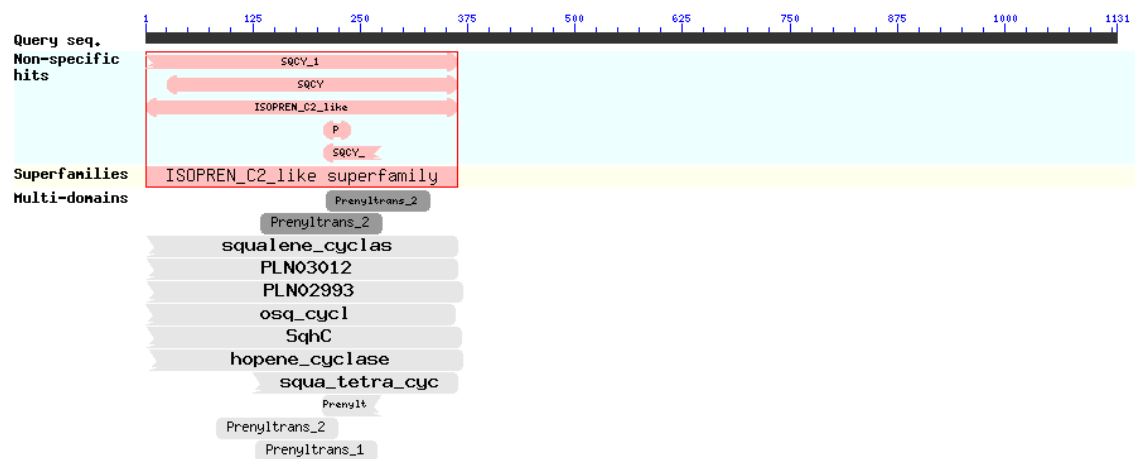 1 125 250 375 500 625 750 875 1000 1131
Query seq.
Non-specific
hits
SQCY_1
SQCY
ISOPREN_C2_like
P
SQCY_
Superfamilies ISOPREN_C2_like superfamily
Multi-domains Prenyltrans_2
Prenyltrans_2
squalene_cyclas
PLN03012
PLN02993
osq_cycl
SqhC
hopene_cyclase
squa_tetra_cyc
Prenylt
Prenyltrans_2
Prenyltrans_1